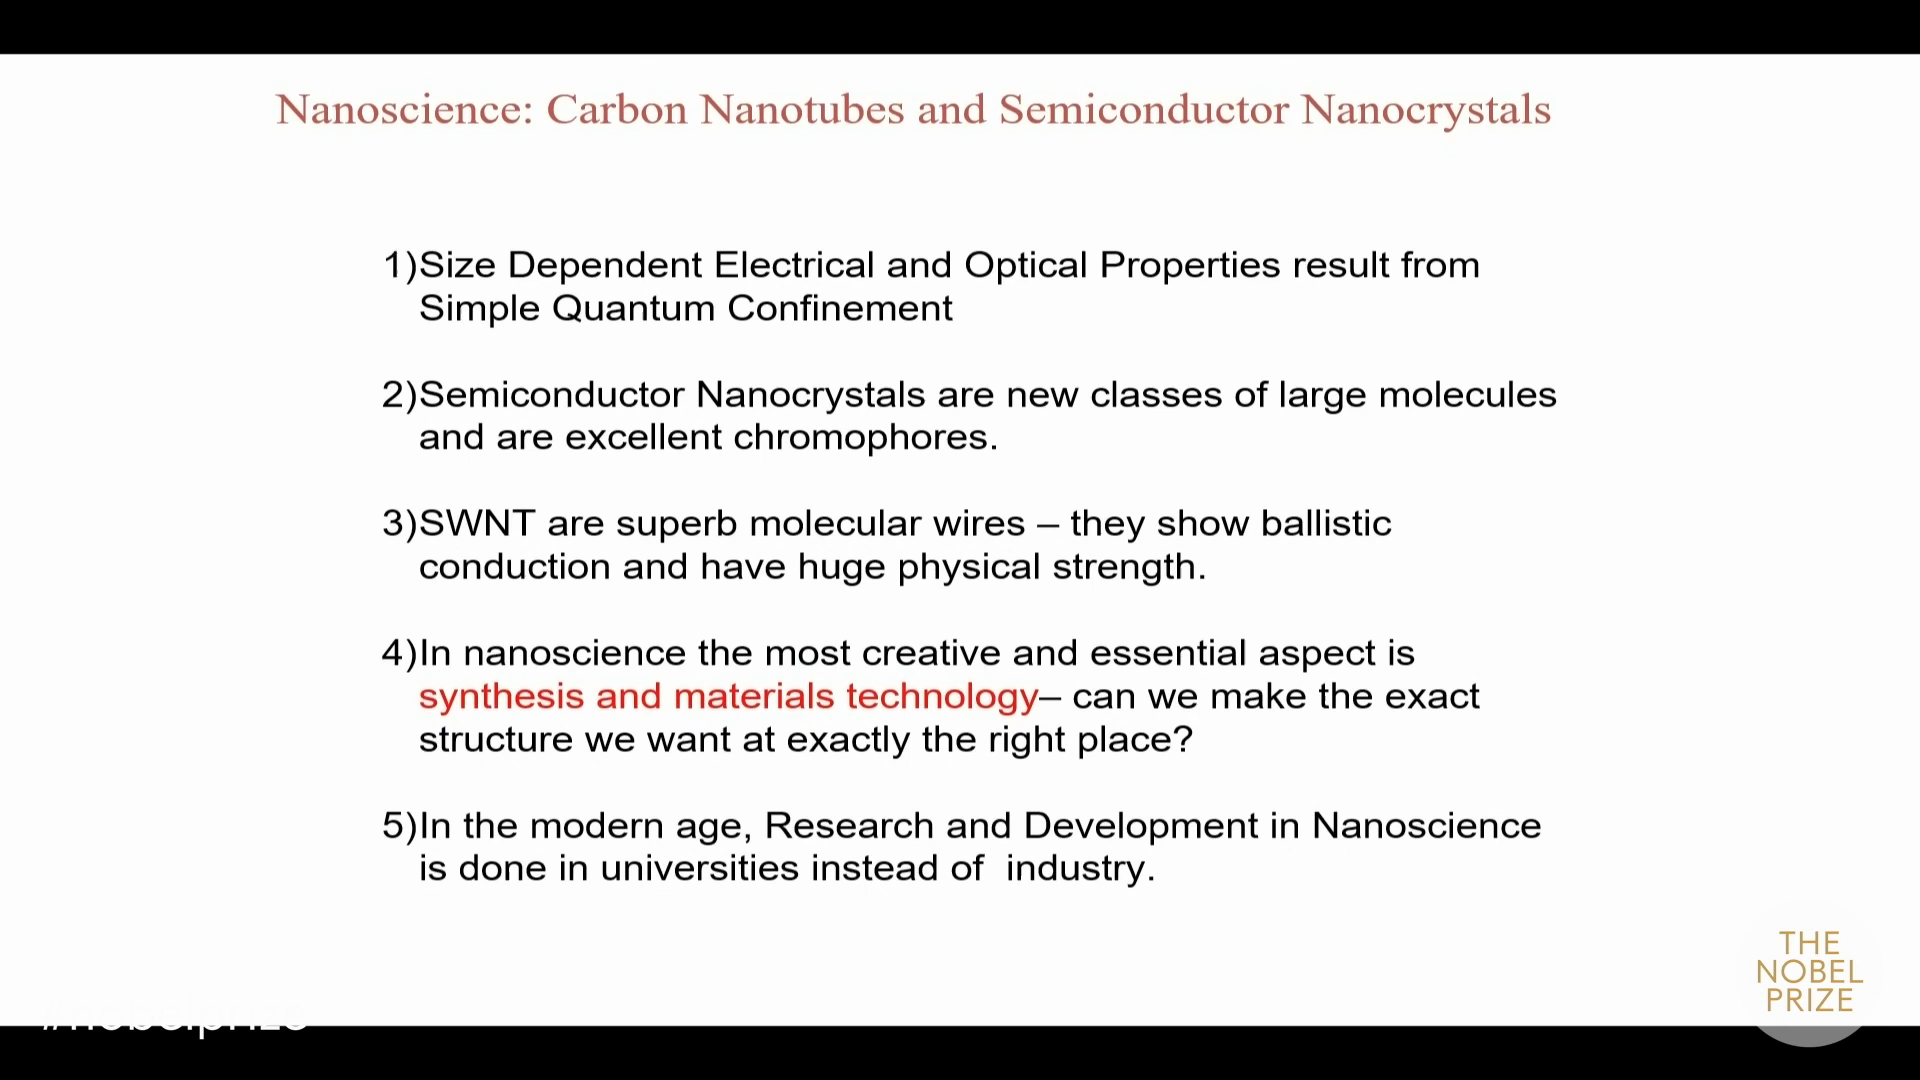 Nanoscience: Carbon Nanotubes and Semiconductor Nanocrystals
1)Size Dependent Electrical and Optical Properties result from
Simple Quantum Confinement
2)Semiconductor Nanocrystals are new classes of large molecules
and are excellent chromophores.
3)SWNT are superb molecular wires – they show ballistic
conduction and have huge physical strength.
4)In nanoscience the most creative and essential aspect is
synthesis and materials technology– can we make the exact
structure we want at exactly the right place?
5)In the modern age, Research and Development in Nanoscience
is done in universities instead of  industry.
THE
NOBEL
PRIZE
#nobelprize